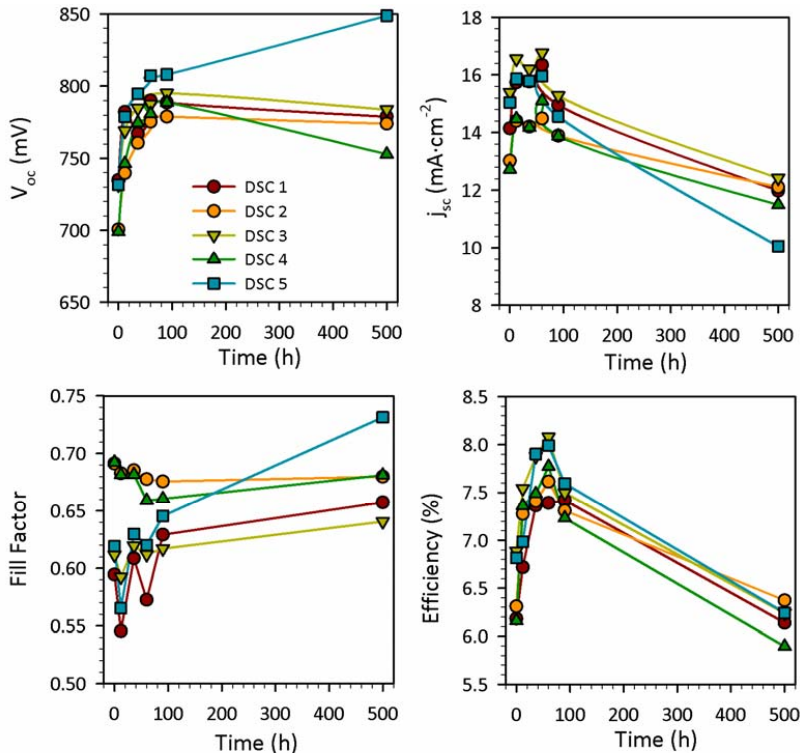 850
800
750
700
650
V_oc (mV)
DSC 1
DSC 2
DSC 3
DSC 4
DSC 5
0 100 200 300 400 500
Time (h)
18
16
14
12
10
8
j_sc (mA·cm⁻²)
0 100 200 300 400 500
Time (h)
0.75
0.70
0.65
0.60
0.55
0.50
Fill Factor
0 100 200 300 400 500
Time (h)
8.5
8.0
7.5
7.0
6.5
6.0
5.5
Efficiency (%)
0 100 200 300 400 500
Time (h)